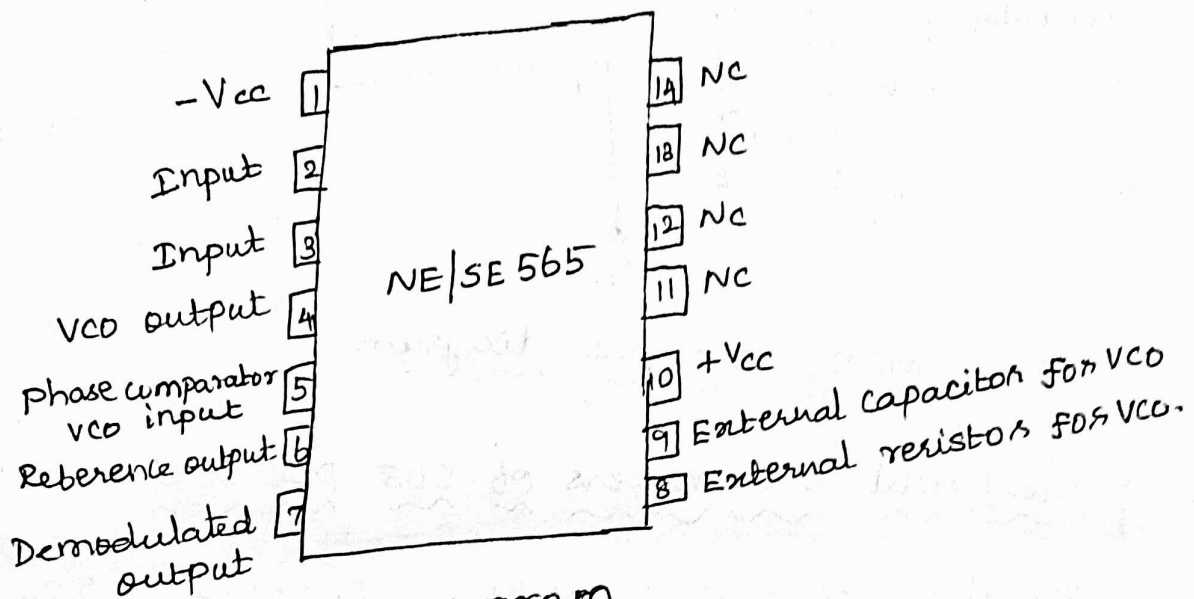 -Vcc 1
Input 2
Input 3
VCO output 4
phase comparator 5
VCO input
Reberence output 6
Demodulated 7
output
NE/SE 565
14 NC
13 NC
12 NC
11 NC
10 +Vcc
9 External capacitor for VCO
8 External resistor for VCO.